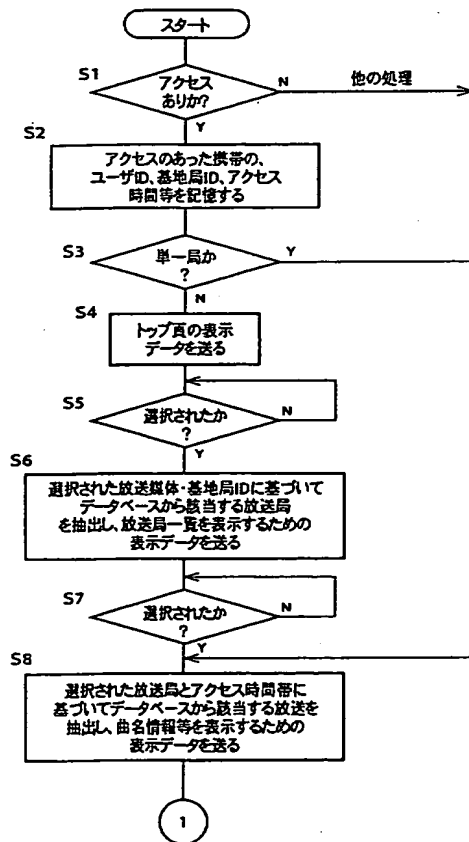 スタート
S1
アクセス
ありか?
N
他の処理
Y
S2
アクセスのあった携帯の、
ユーザID、基地局ID、アクセス
時間等を記憶する
S3
単一局か
?
Y
N
S4
トップ頁の表示
データを送る
S5
選択されたか
?
N
Y
S6
選択された放送媒体・基地局IDに基づいて
データベースから該当する放送局
を抽出し、放送局一覧を表示するための
表示データを送る
S7
選択されたか
?
N
Y
S8
選択された放送局とアクセス時間帯に
基づいてデータベースから該当する放送を
抽出し、曲名情報等を表示するための
表示データを送る
1